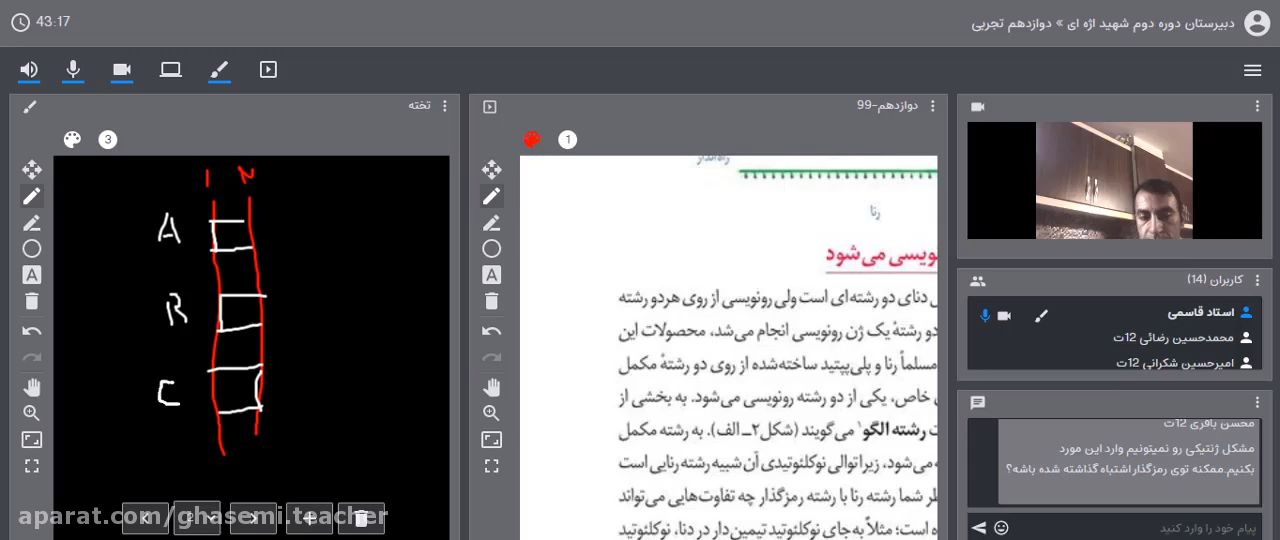 43:17
دبیرستان دوره دوم شهید اژه ای » دوازدهم تجربی
تخته
3
1 2
A
R
C
aparat.com/ghasemi.teacher
دوازدهم-99
1
راه‌انداز
رنا
ویسی می‌شود
دنای دو رشته‌ای است ولی رونویسی از روی هر دو رشته
دو رشتهٔ یک ژن رونویسی انجام می‌شد، محصولات این
مسلماً رنا و پلی‌پپتید ساخته‌شده از روی دو رشتهٔ مکمل
خاص، یکی از دو رشته رونویسی می‌شود. به بخشی از
رشته الگو۱ می‌گویند (شکل۲ــ الف). به رشته مکمل
می‌شود، زیرا توالی نوکلئوتیدی آن شبیه رشته رنایی است
شما رشته رنا با رشته رمزگذار چه تفاوت‌هایی می‌تواند
است؛ مثلاً به‌جای نوکلئوتید تیمین‌دار در دنا، نوکلئوتید
کاربران (14)
استاد قاسمی
محمدحسین رضائی 12ت
امیرحسین شکرانی 12ت
محسن باقری 12ت
مشکل ژنتیکی رو نمیتونیم وارد این مورد
بکنیم.ممکنه توی رمزگذار اشتباه گذاشته شده باشه؟
پیام خود را وارد کنید